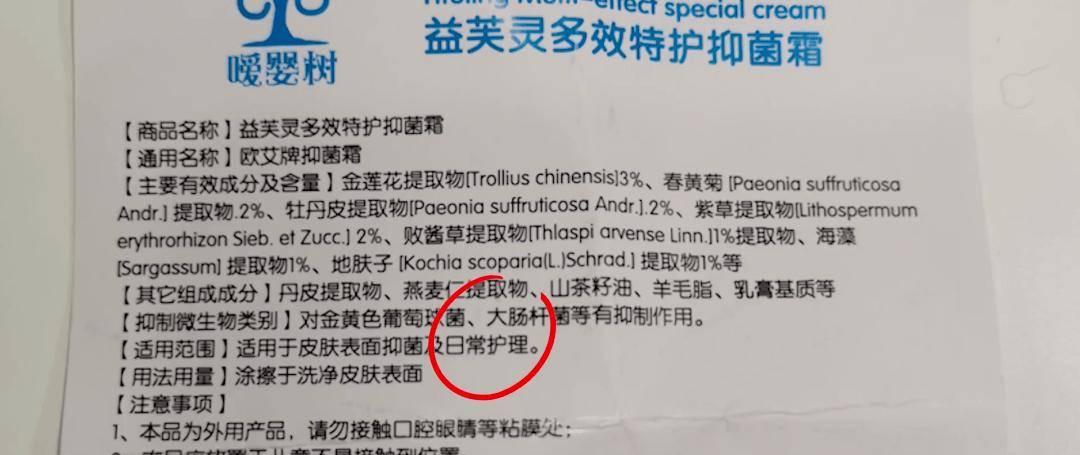 effect special cream
益芙灵多效特护抑菌霜
嗳婴树
【商品名称】益芙灵多效特护抑菌霜
【通用名称】欧艾牌抑菌霜
【主要有效成分及含量】金莲花提取物[Trollius chinensis]3%、春黄菊 [Paeonia suffruticosa
Andr.] 提取物.2%、牡丹皮提取物[Paeonia suffruticosa Andr.].2%、紫草提取物[Lithospermum
erythrorhizon Sieb. et Zucc.] 2%、败酱草提取物[Thlaspi arvense Linn.]1%提取物、海藻
[Sargassum] 提取物1%、地肤子 [Kochia scoparia(L.)Schrad.] 提取物1%等
【其它组成成分】丹皮提取物、燕麦仁提取物、山茶籽油、羊毛脂、乳膏基质等
【抑制微生物类别】对金黄色葡萄球菌、大肠杆菌等有抑制作用。
【适用范围】适用于皮肤表面抑菌及日常护理。
【用法用量】涂擦于洗净皮肤表面
【注意事项】
1、本品为外用产品，请勿接触口腔眼睛等粘膜处；